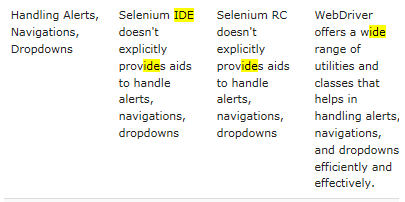 Handling Alerts,
Navigations,
Dropdowns
Selenium IDE
doesn't
explicitly
provides aids
to handle
alerts,
navigations,
dropdowns
Selenium RC
doesn't
explicitly
provides aids
to handle
alerts,
navigations,
dropdowns
WebDriver
offers a wide
range of
utilities and
classes that
helps in
handling alerts,
navigations,
and dropdowns
efficiently and
effectively.